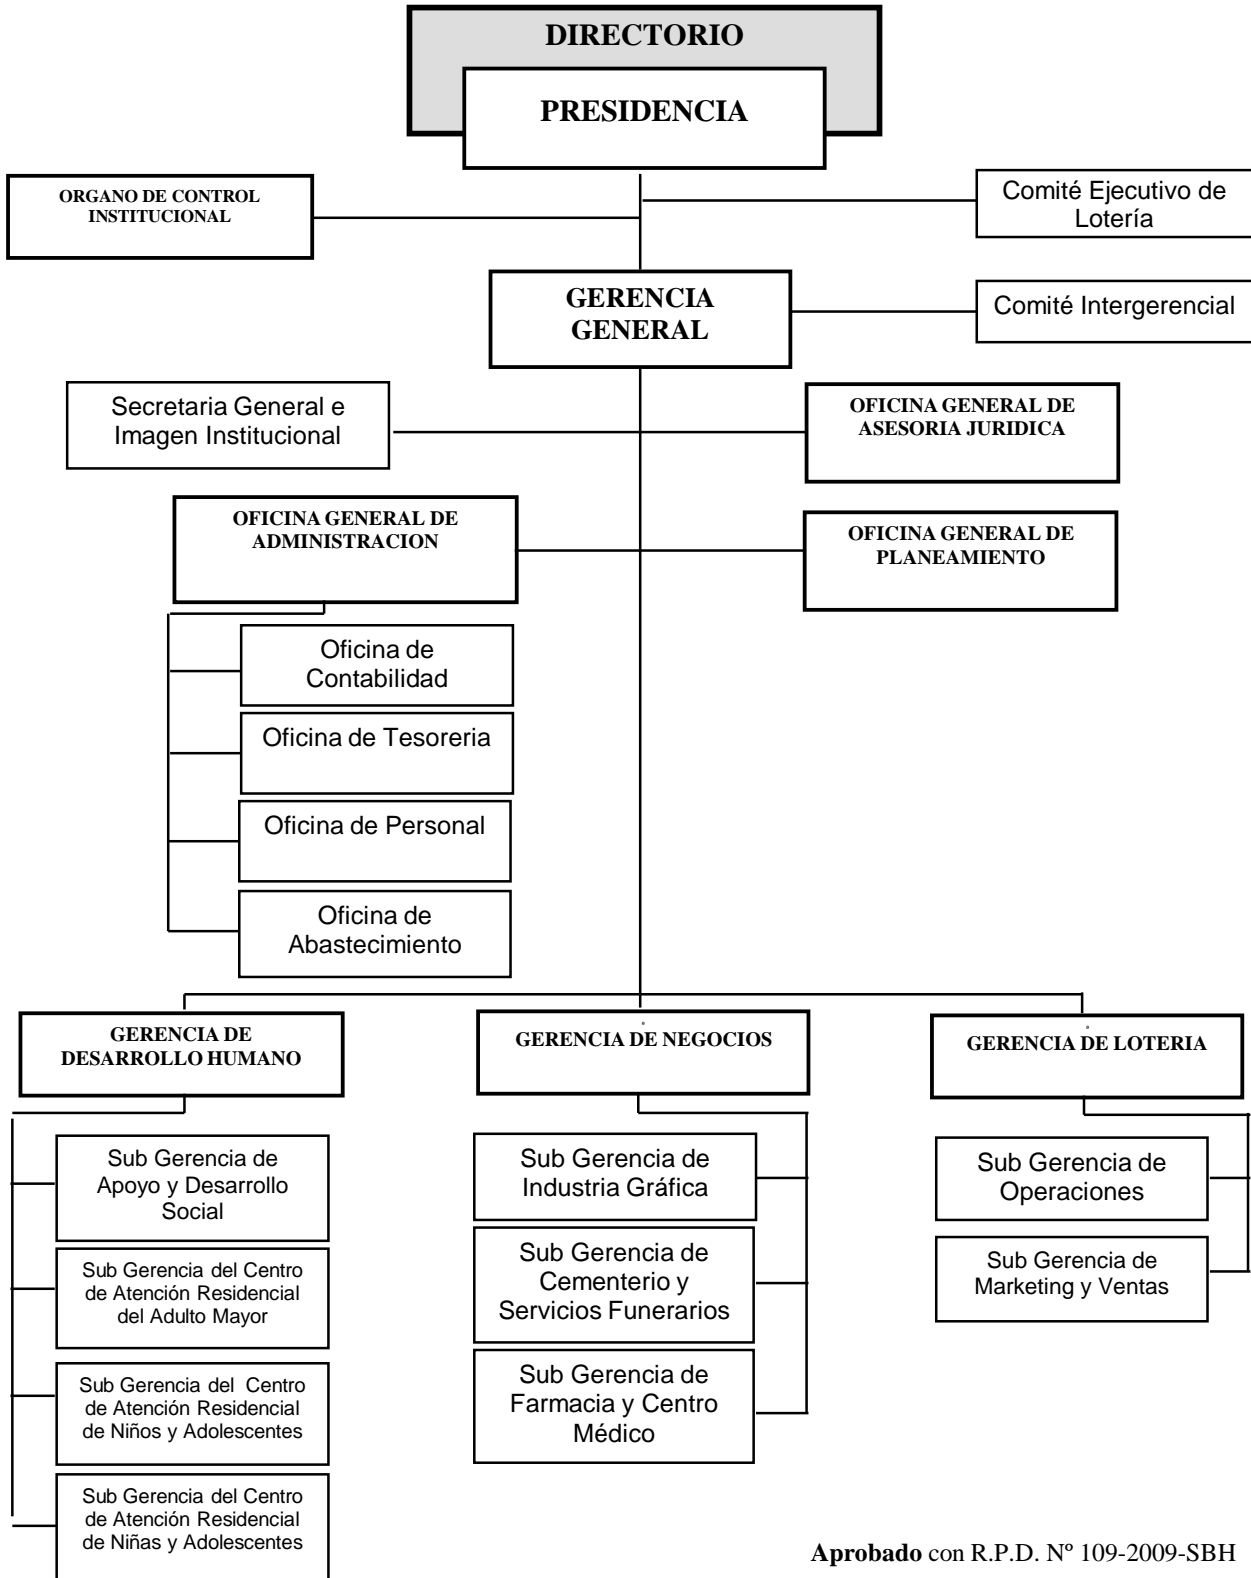 DIRECTORIO
PRESIDENCIA
ORGANO DE CONTROL
INSTITUCIONAL
Comité Ejecutivo de
Lotería
GERENCIA
GENERAL
Comité Intergerencial
Secretaria General e
Imagen Institucional
OFICINA GENERAL DE
ASESORIA JURIDICA
OFICINA GENERAL DE
ADMINISTRACION
OFICINA GENERAL DE
PLANEAMIENTO
Oficina de
Contabilidad
Oficina de Tesoreria
Oficina de Personal
Oficina de
Abastecimiento
GERENCIA DE
DESARROLLO HUMANO
Sub Gerencia de
Apoyo y Desarrollo
Social
Sub Gerencia del Centro
de Atención Residencial
del Adulto Mayor
Sub Gerencia del Centro
de Atención Residencial
de Niños y Adolescentes
Sub Gerencia del Centro
de Atención Residencial
de Niñas y Adolescentes
GERENCIA DE NEGOCIOS
Sub Gerencia de
Industria Gráfica
Sub Gerencia de
Cementerio y
Servicios Funerarios
Sub Gerencia de
Farmacia y Centro
Médico
GERENCIA DE LOTERIA
Sub Gerencia de
Operaciones
Sub Gerencia de
Marketing y Ventas
Aprobado con R.P.D. Nº 109-2009-SBH